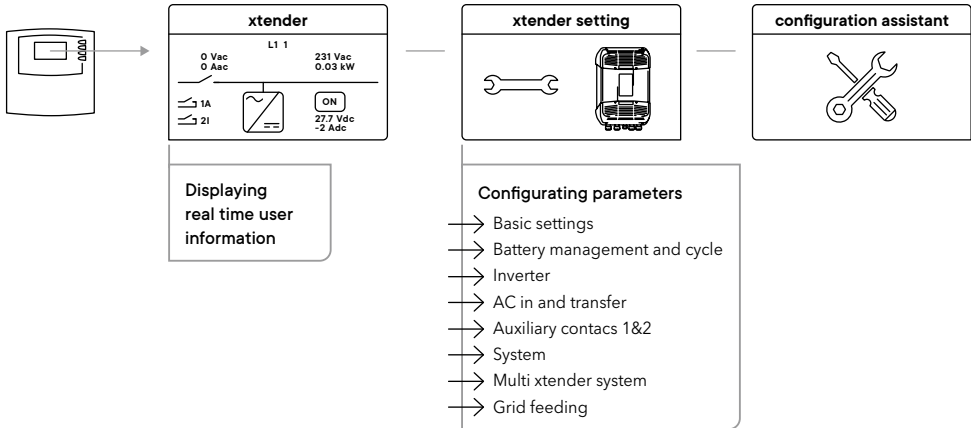 xtender
L1 1
0 Vac 231 Vac
0 Aac 0.03 kW
1A ON
2I 27.7 Vdc
-2 Adc
Displaying
real time user
information
xtender setting
Configurating parameters
Basic settings
Battery management and cycle
Inverter
AC in and transfer
Auxiliary contacs 1&2
System
Multi xtender system
Grid feeding
configuration assistant